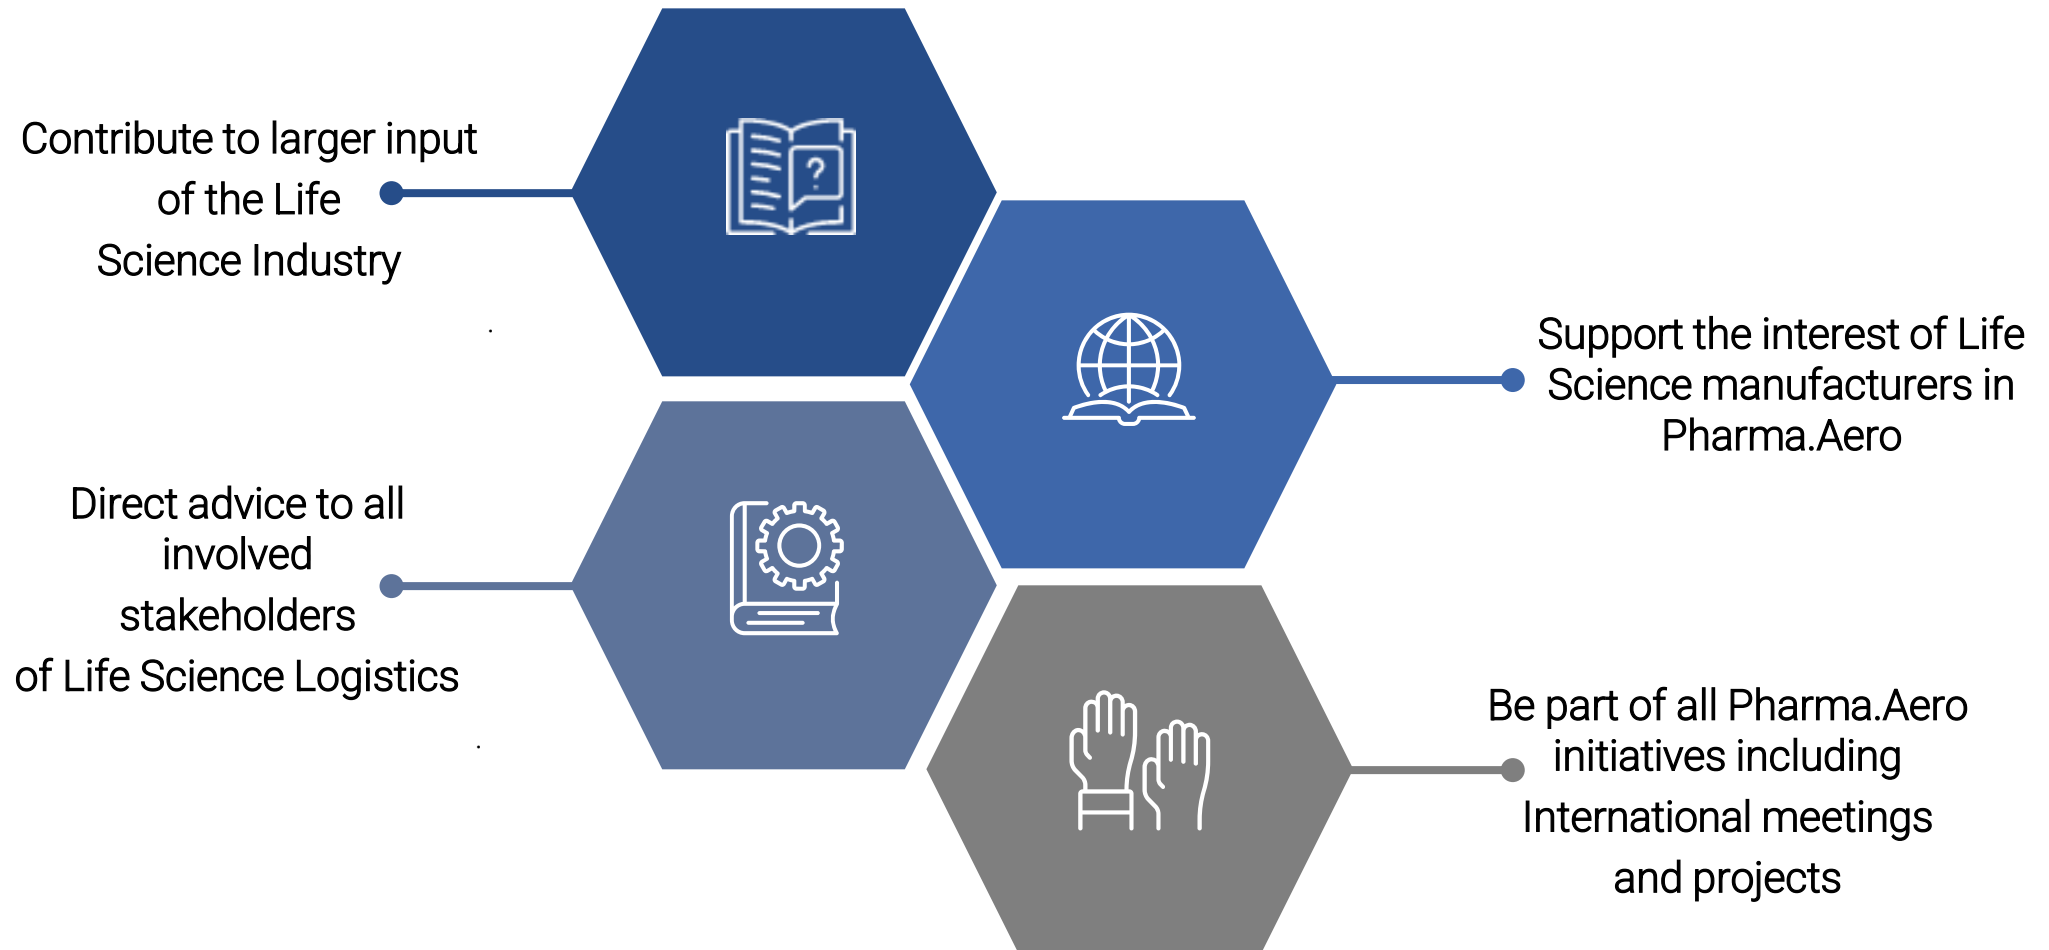 Contribute to larger input
of the Life
Science Industry
?
Support the interest of Life
Science manufacturers in
Pharma.Aero
Direct advice to all
involved
stakeholders
of Life Science Logistics
Be part of all Pharma.Aero
initiatives including
International meetings
and projects